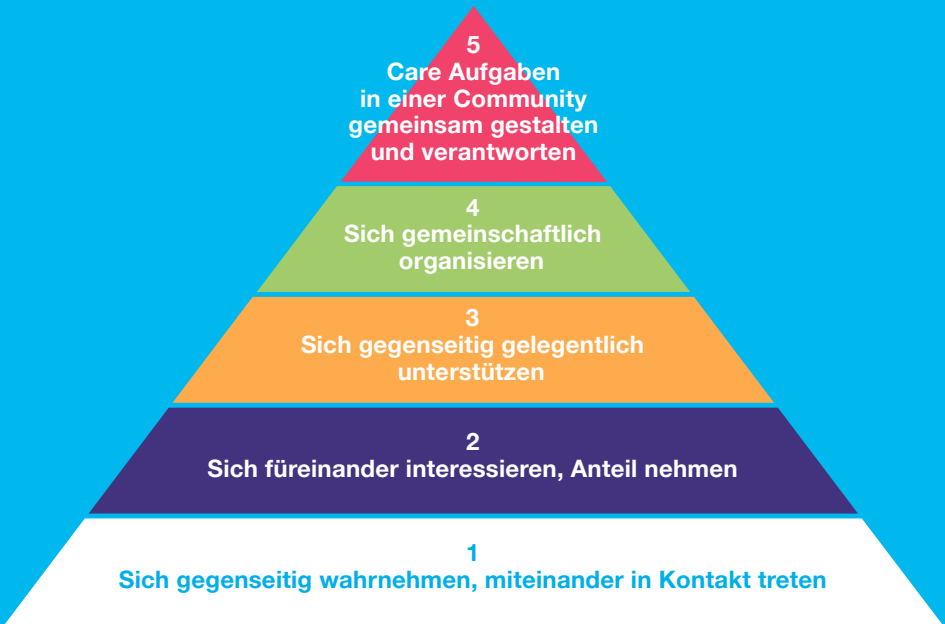 5
Care Aufgaben
in einer Community
gemeinsam gestalten
und verantworten
4
Sich gemeinschaftlich
organisieren
3
Sich gegenseitig gelegentlich
unterstützen
2
Sich füreinander interessieren, Anteil nehmen
1
Sich gegenseitig wahrnehmen, miteinander in Kontakt treten